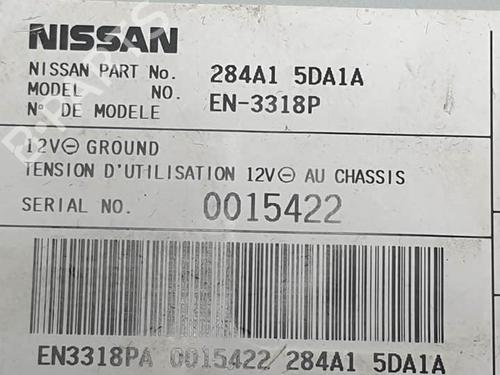 NISSAN
NISSAN PART No. 284A1 5DA1A
MODEL NO. EN-3318P
N° DE MODELE
12V⊖ GROUND
TENSION D'UTILISATION 12V⊖ AU CHASSIS
SERIAL NO. 0015422
EN3318PA 0015422/284A1 5DA1A